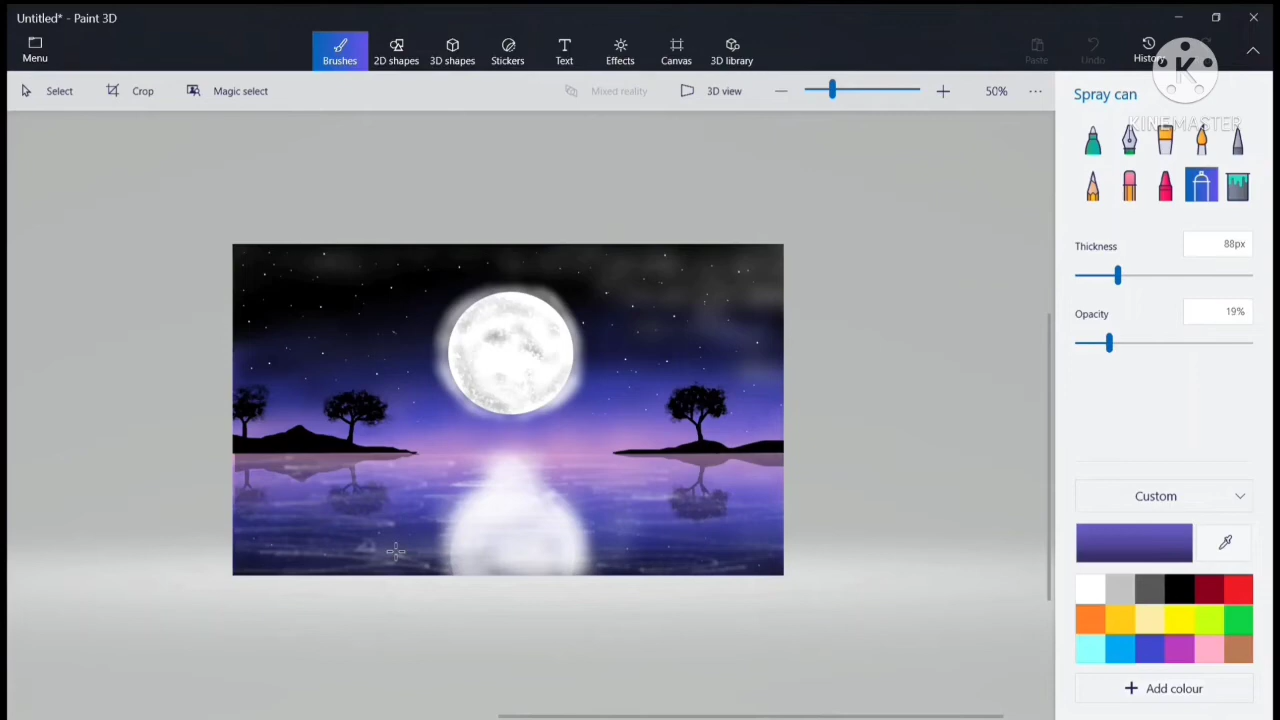 Untitled* - Paint 3D
Menu
Brushes
2D shapes
3D shapes
Stickers
Text
Effects
Canvas
3D library
Paste
Undo
History
K
KINEMASTER
Select
Crop
Magic select
Mixed reality
3D view
50%
Spray can
Thickness
88px
Opacity
19%
Custom
Add colour